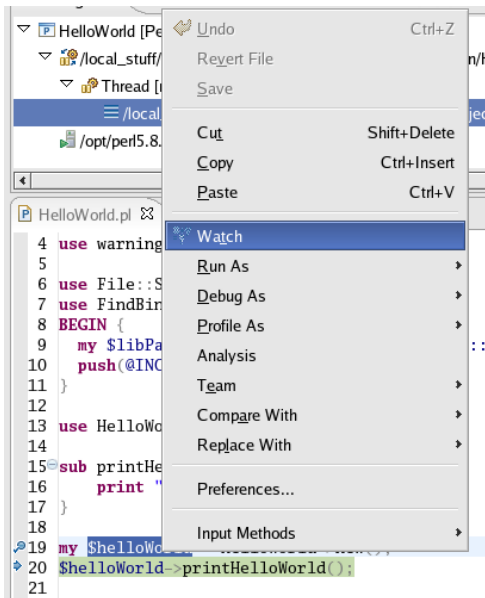 HelloWorld [Pe
/local_stuff/
n/H
Thread [
/local
jec
/opt/perl5.8.
Undo Ctrl+Z
Revert File
Save
Cut Shift+Delete
Copy Ctrl+Insert
Paste Ctrl+V
Watch
Run As
Debug As
Profile As
Analysis
Team
Compare With
Replace With
Preferences...
Input Methods
HelloWorld.pl
4 use warning
5
6 use File::S
7 use FindBin
8 BEGIN {
9 my $libPa ::
10 push(@INC
11 }
12
13 use HelloWo
14
15 sub printHe
16 print "
17 }
18
19 my $helloWorld
20 $helloWorld->printHelloWorld();
21